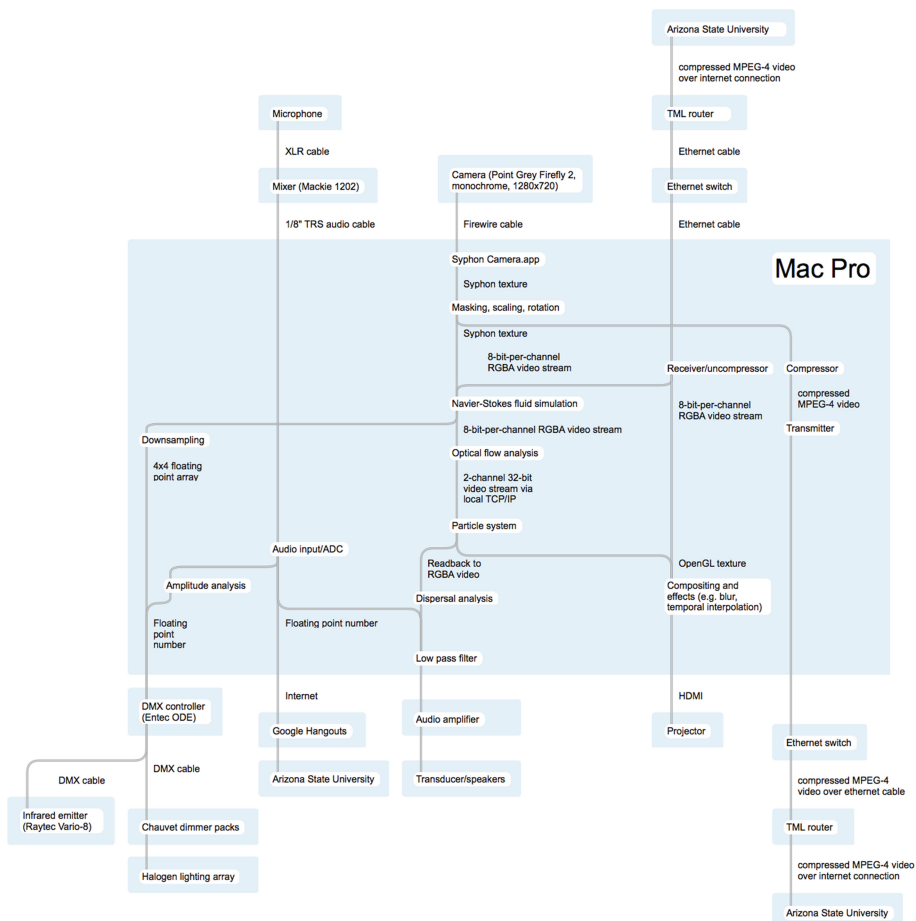 Arizona State University
compressed MPEG-4 video
over internet connection
Microphone
TML router
XLR cable
Ethernet cable
Mixer (Mackie 1202)
Camera (Point Grey Firefly 2,
monochrome, 1280x720)
Ethernet switch
1/8" TRS audio cable
Firewire cable
Ethernet cable
Mac Pro
Syphon Camera.app
Syphon texture
Masking, scaling, rotation
Syphon texture
8-bit-per-channel
RGBA video stream
Receiver/uncompressor
Compressor
compressed
MPEG-4 video
Navier-Stokes fluid simulation
8-bit-per-channel
RGBA video stream
Transmitter
8-bit-per-channel RGBA video stream
Downsampling
Optical flow analysis
4x4 floating
point array
2-channel 32-bit
video stream via
local TCP/IP
Particle system
Audio input/ADC
Readback to
RGBA video
OpenGL texture
Amplitude analysis
Compositing and
effects (e.g. blur,
temporal interpolation)
Dispersal analysis
Floating
point
number
Floating point number
Low pass filter
Internet
HDMI
DMX controller
(Entec ODE)
Audio amplifier
Google Hangouts
Projector
Ethernet switch
DMX cable
DMX cable
Arizona State University
Transducer/speakers
compressed MPEG-4
video over ethernet cable
Infrared emitter
(Raytec Vario-8)
Chauvet dimmer packs
TML router
compressed MPEG-4 video
over internet connection
Halogen lighting array
Arizona State University